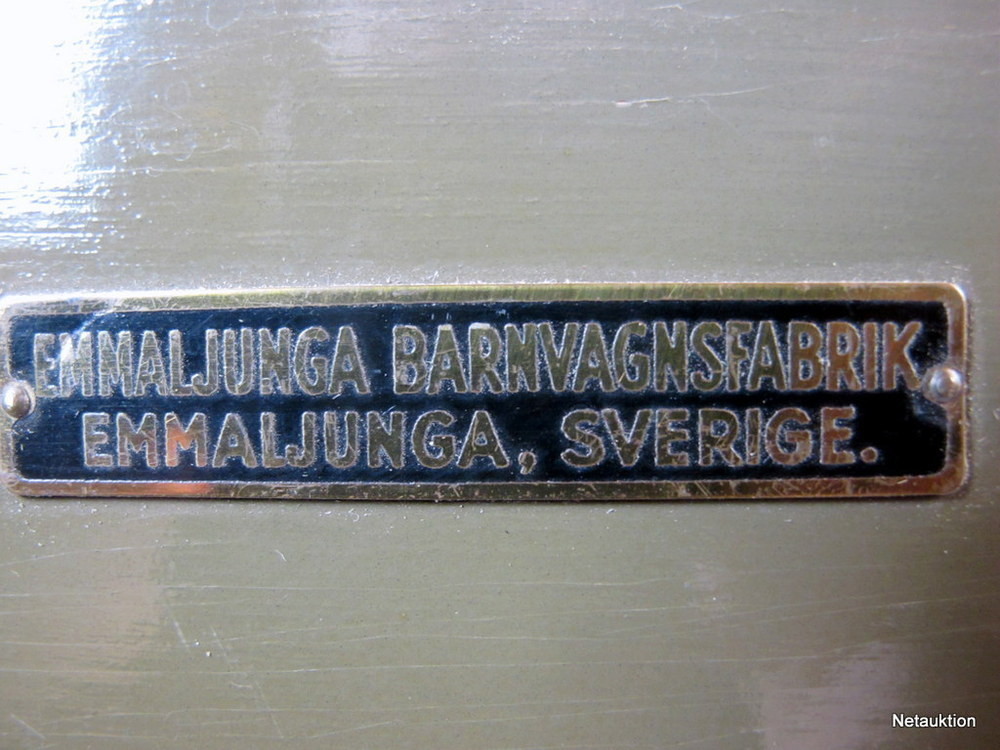 EMMALJUNGA BARNVAGNSFABRIK
EMMALJUNGA, SVERIGE.
Netauktion